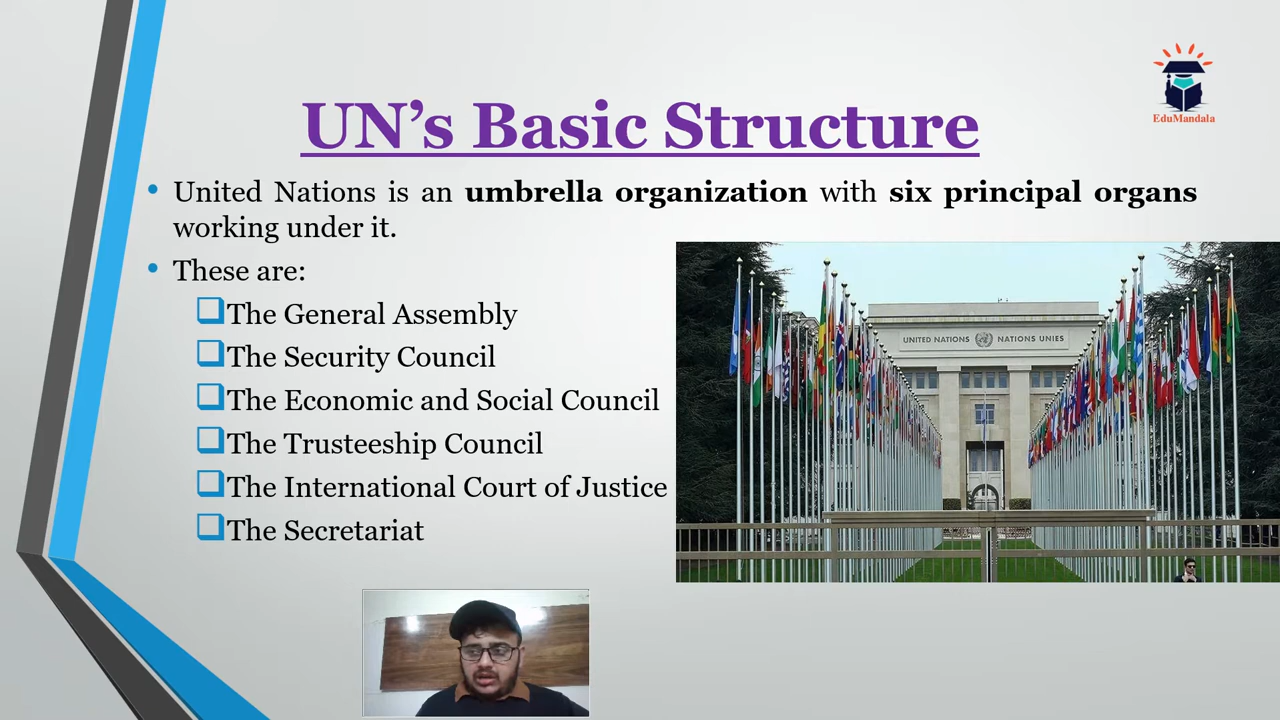 UN's Basic Structure
EduMandala
• United Nations is an umbrella organization with six principal organs
working under it.
• These are:
❑The General Assembly
❑The Security Council
❑The Economic and Social Council
❑The Trusteeship Council
❑The International Court of Justice
❑The Secretariat
UNITED NATIONS NATIONS UNIES